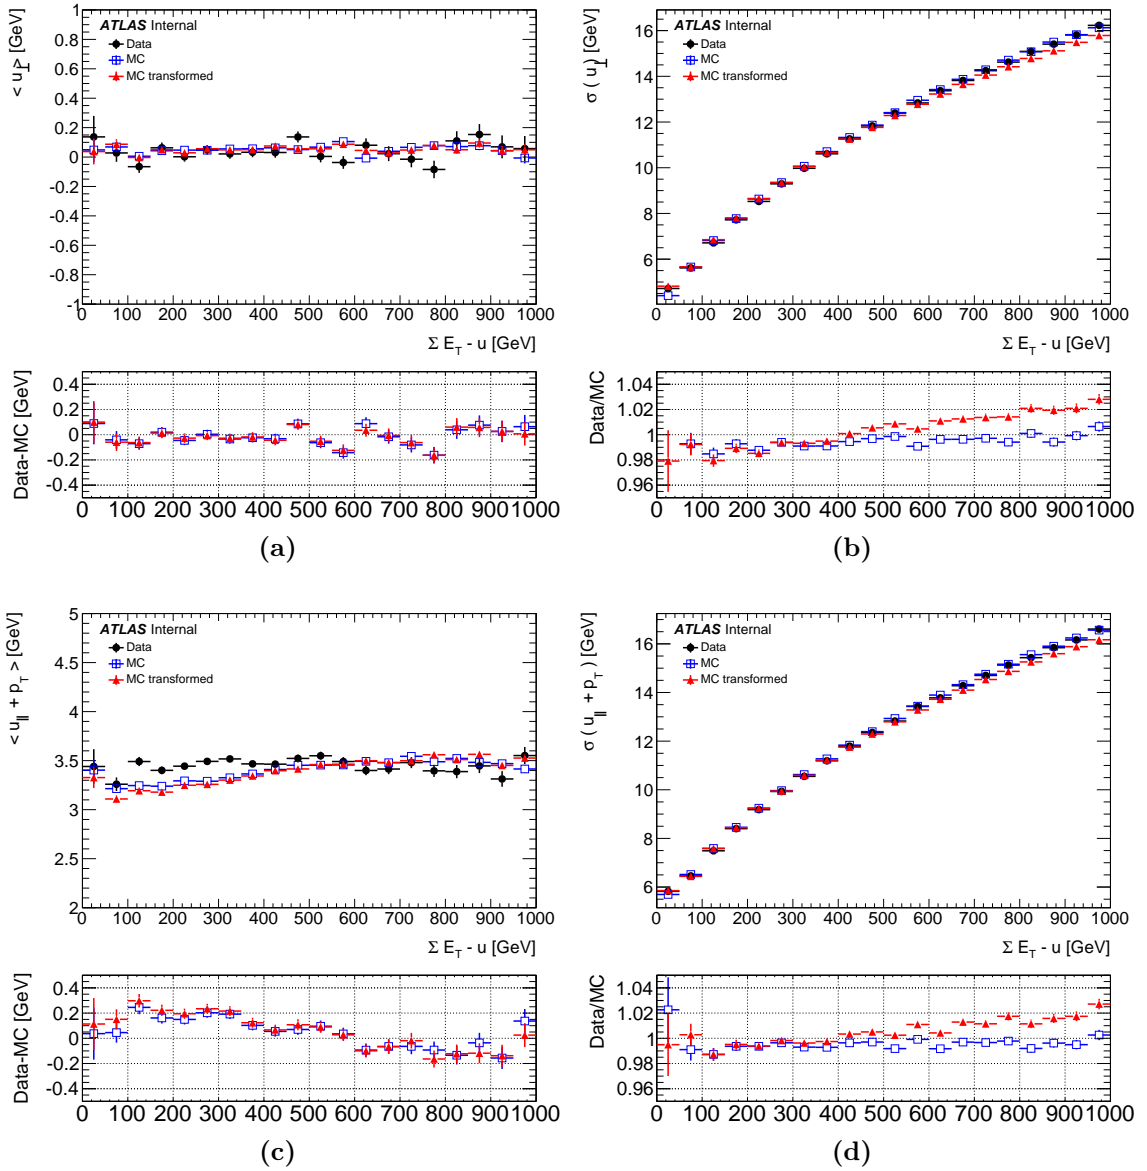 < u⊥> [GeV]
1
0.8
0.6
0.4
0.2
0
-0.2
-0.4
-0.6
-0.8
-1
ATLAS Internal
Data
MC
MC transformed
0 100 200 300 400 500 600 700 800 900 1000
Σ E_T - u [GeV]
Data-MC [GeV]
0.4
0.2
0
-0.2
-0.4
0 100 200 300 400 500 600 700 800 900 1000
(a)
σ ( u⊥) [GeV]
16
14
12
10
8
6
ATLAS Internal
Data
MC
MC transformed
0 100 200 300 400 500 600 700 800 900 1000
Σ E_T - u [GeV]
Data/MC
1.04
1.02
1
0.98
0.96
0 100 200 300 400 500 600 700 800 900 1000
(b)
< u_|| + p_T > [GeV]
5
4.5
4
3.5
3
2.5
2
ATLAS Internal
Data
MC
MC transformed
0 100 200 300 400 500 600 700 800 900 1000
Σ E_T - u [GeV]
Data-MC [GeV]
0.4
0.2
0
-0.2
-0.4
0 100 200 300 400 500 600 700 800 900 1000
(c)
σ ( u_|| + p_T ) [GeV]
16
14
12
10
8
6
ATLAS Internal
Data
MC
MC transformed
0 100 200 300 400 500 600 700 800 900 1000
Σ E_T - u [GeV]
Data/MC
1.04
1.02
1
0.98
0.96
0 100 200 300 400 500 600 700 800 900 1000
(d)